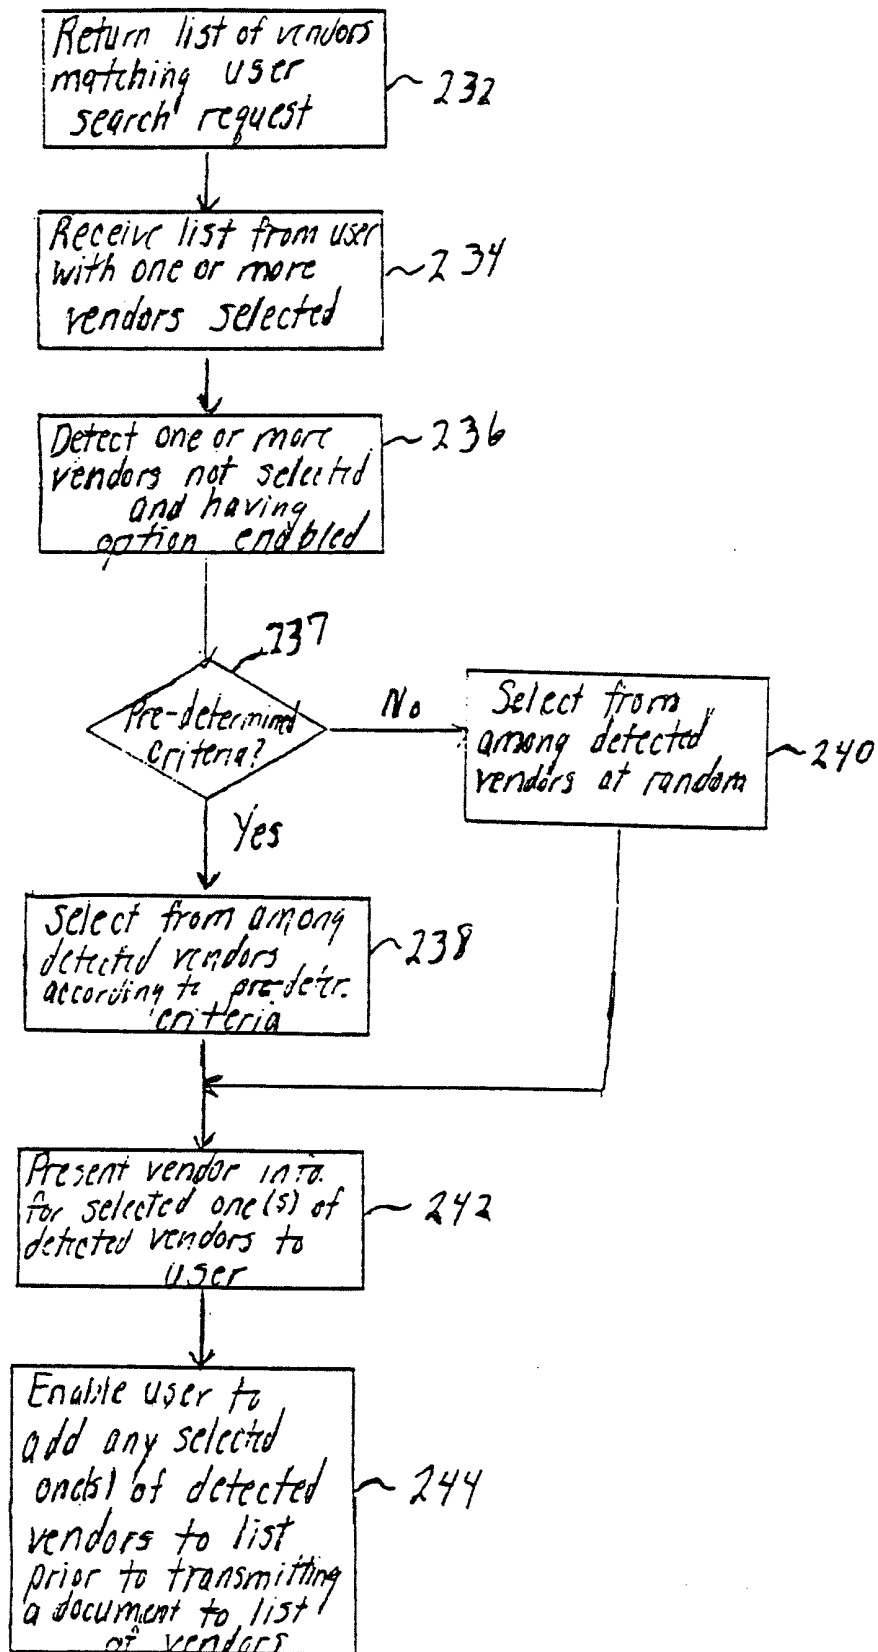 Return list of vendors
matching user
search request
232
Receive list from user
with one or more
vendors selected
234
Detect one or more
vendors not selected
and having
option enabled
236
237
Pre-determined
criteria?
No
Select from
among detected
vendors at random
240
Yes
Select from among
detected vendors
according to pre-deter.
criteria
238
Present vendor info.
for selected one(s) of
detected vendors to
user
242
Enable user to
add any selected
one(s) of detected
vendors to list
prior to transmitting
a document to list
of vendors
244